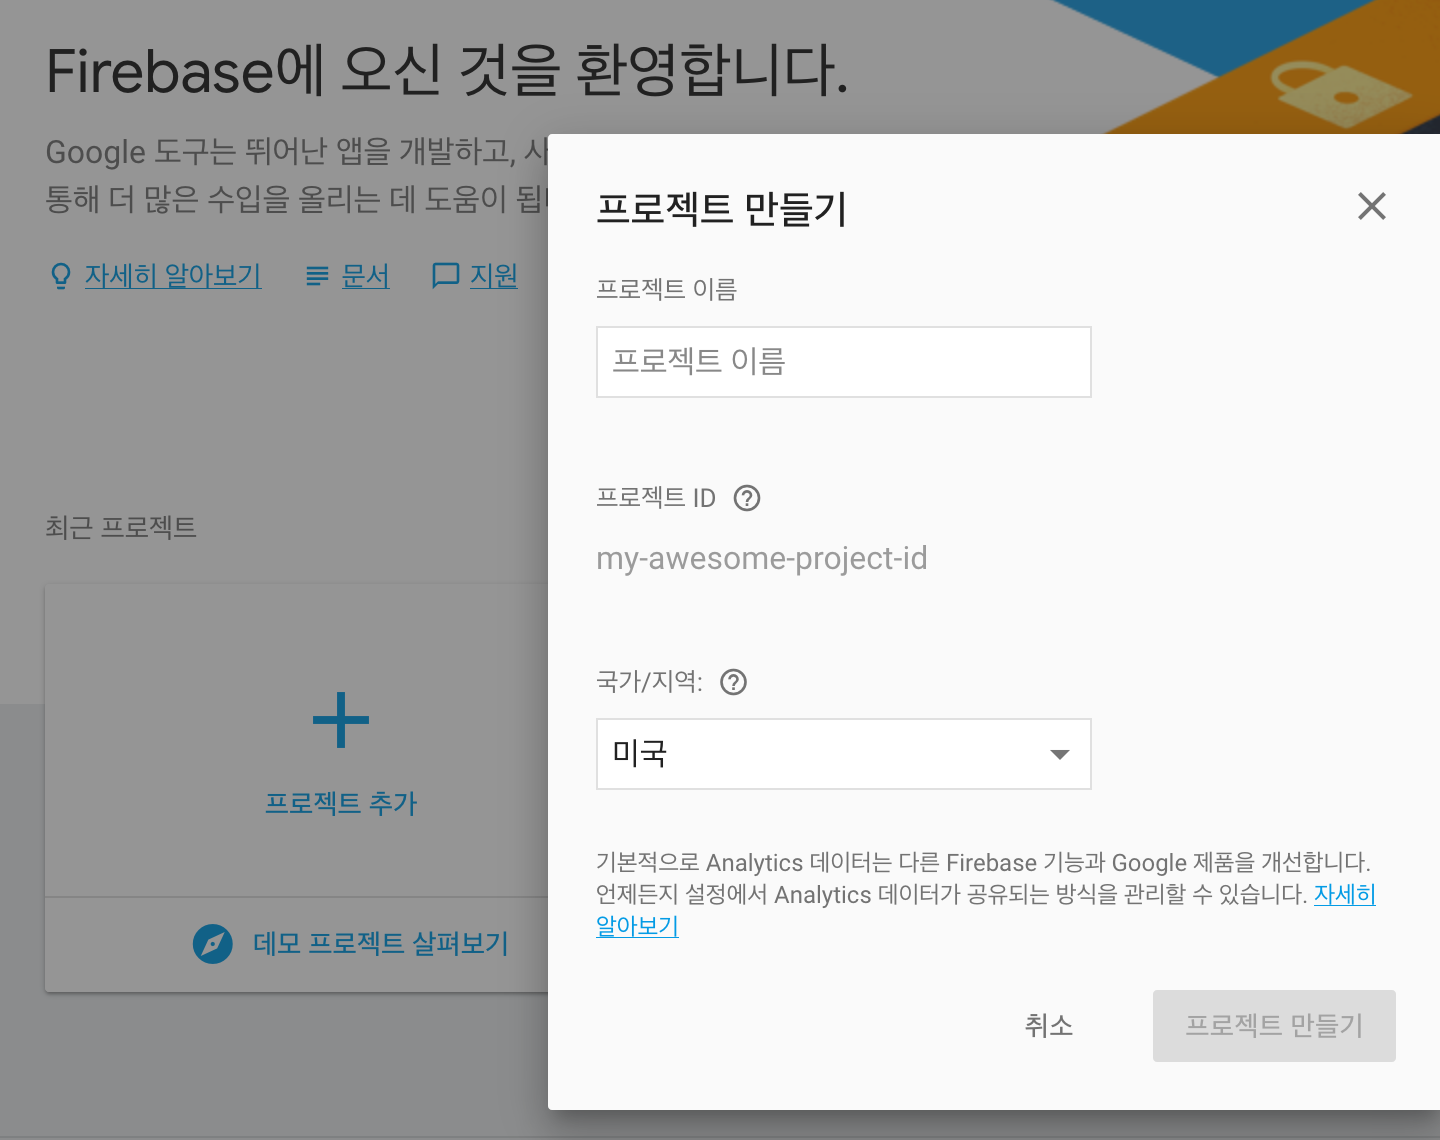 Firebase에 오신 것을 환영합니다.
Google 도구는 뛰어난 앱을 개발하고,
통해 더 많은 수입을 올리는 데 도움이
자세히 알아보기 문서 지원
최근 프로젝트
프로젝트 추가
데모 프로젝트 살펴보기
프로젝트 만들기
프로젝트 이름
프로젝트 이름
프로젝트 ID
my-awesome-project-id
국가/지역:
미국
기본적으로 Analytics 데이터는 다른 Firebase 기능과 Google 제품을 개선합니다.
언제든지 설정에서 Analytics 데이터가 공유되는 방식을 관리할 수 있습니다. 자세히
알아보기
취소 프로젝트 만들기